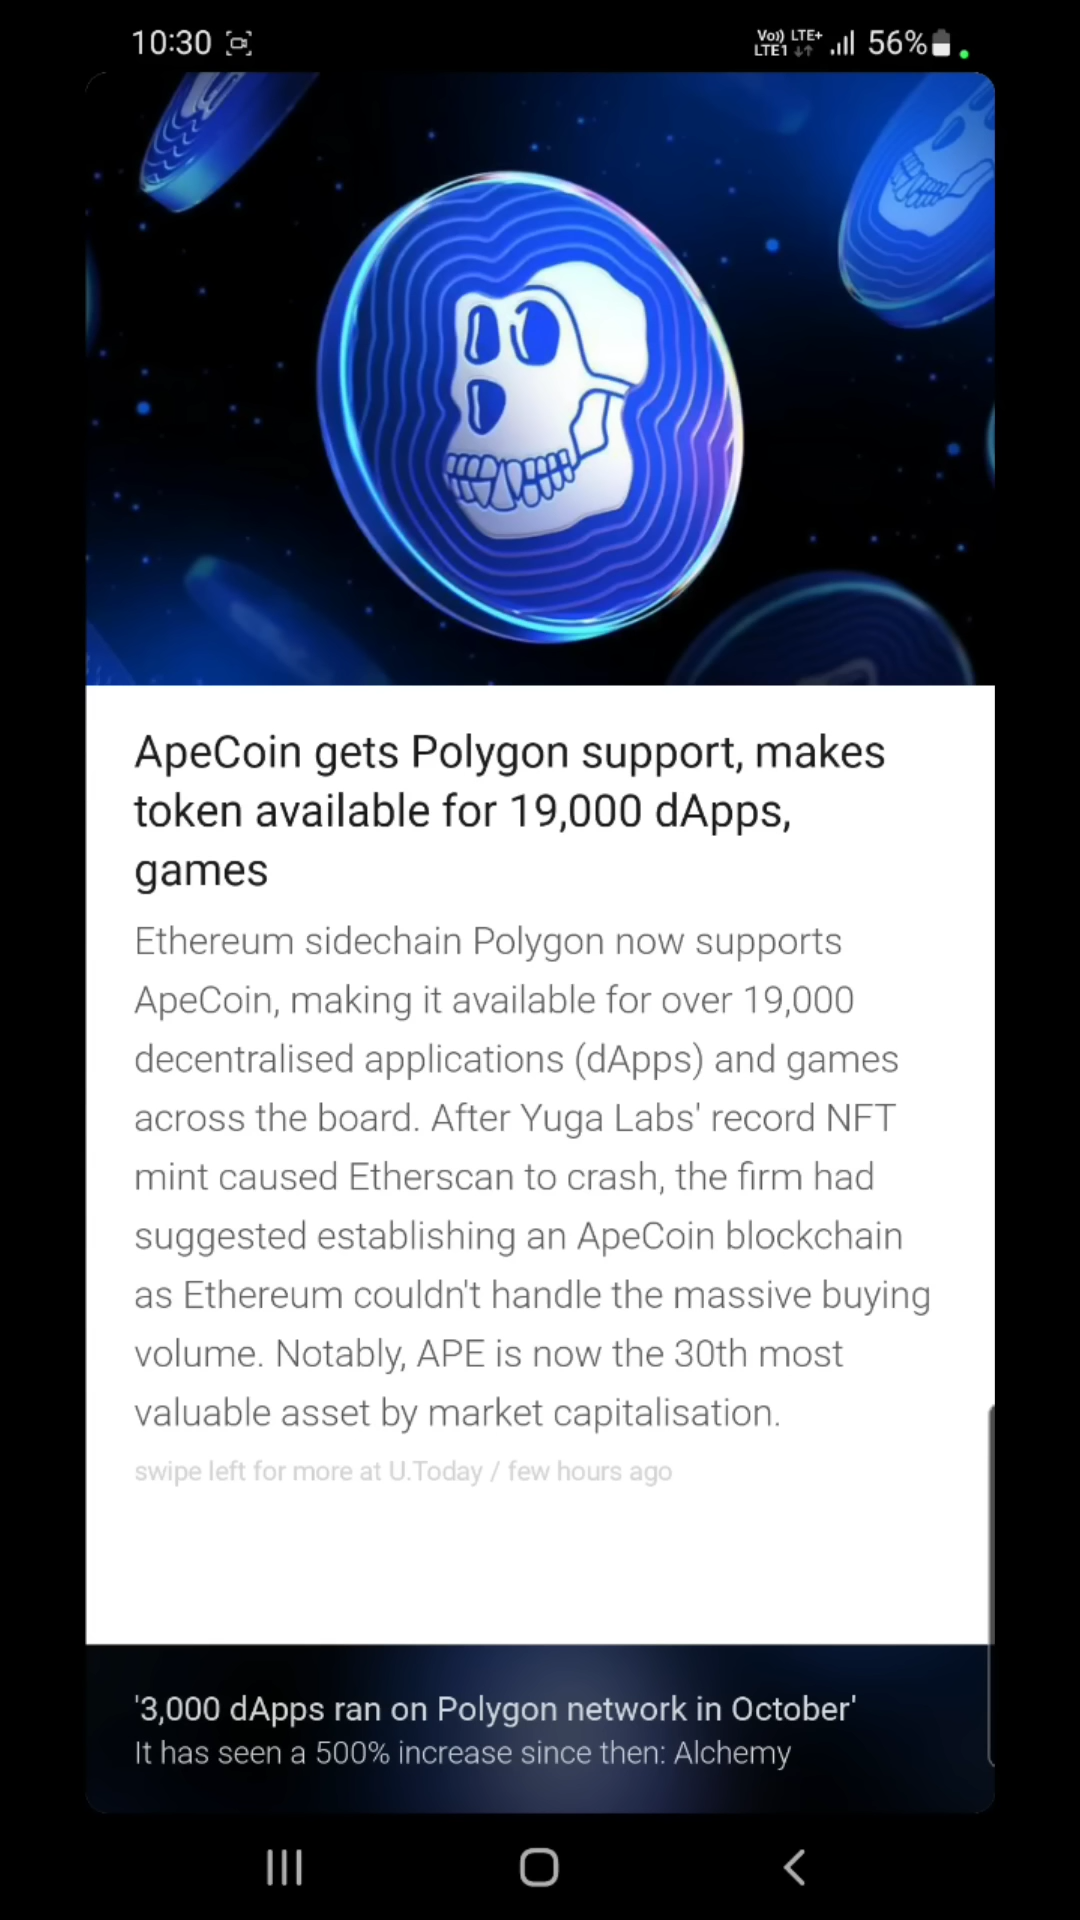 10:30
Vo)) LTE+
LTE1
56%
ApeCoin gets Polygon support, makes
token available for 19,000 dApps,
games
Ethereum sidechain Polygon now supports
ApeCoin, making it available for over 19,000
decentralised applications (dApps) and games
across the board. After Yuga Labs' record NFT
mint caused Etherscan to crash, the firm had
suggested establishing an ApeCoin blockchain
as Ethereum couldn't handle the massive buying
volume. Notably, APE is now the 30th most
valuable asset by market capitalisation.
swipe left for more at U.Today / few hours ago
'3,000 dApps ran on Polygon network in October'
It has seen a 500% increase since then: Alchemy